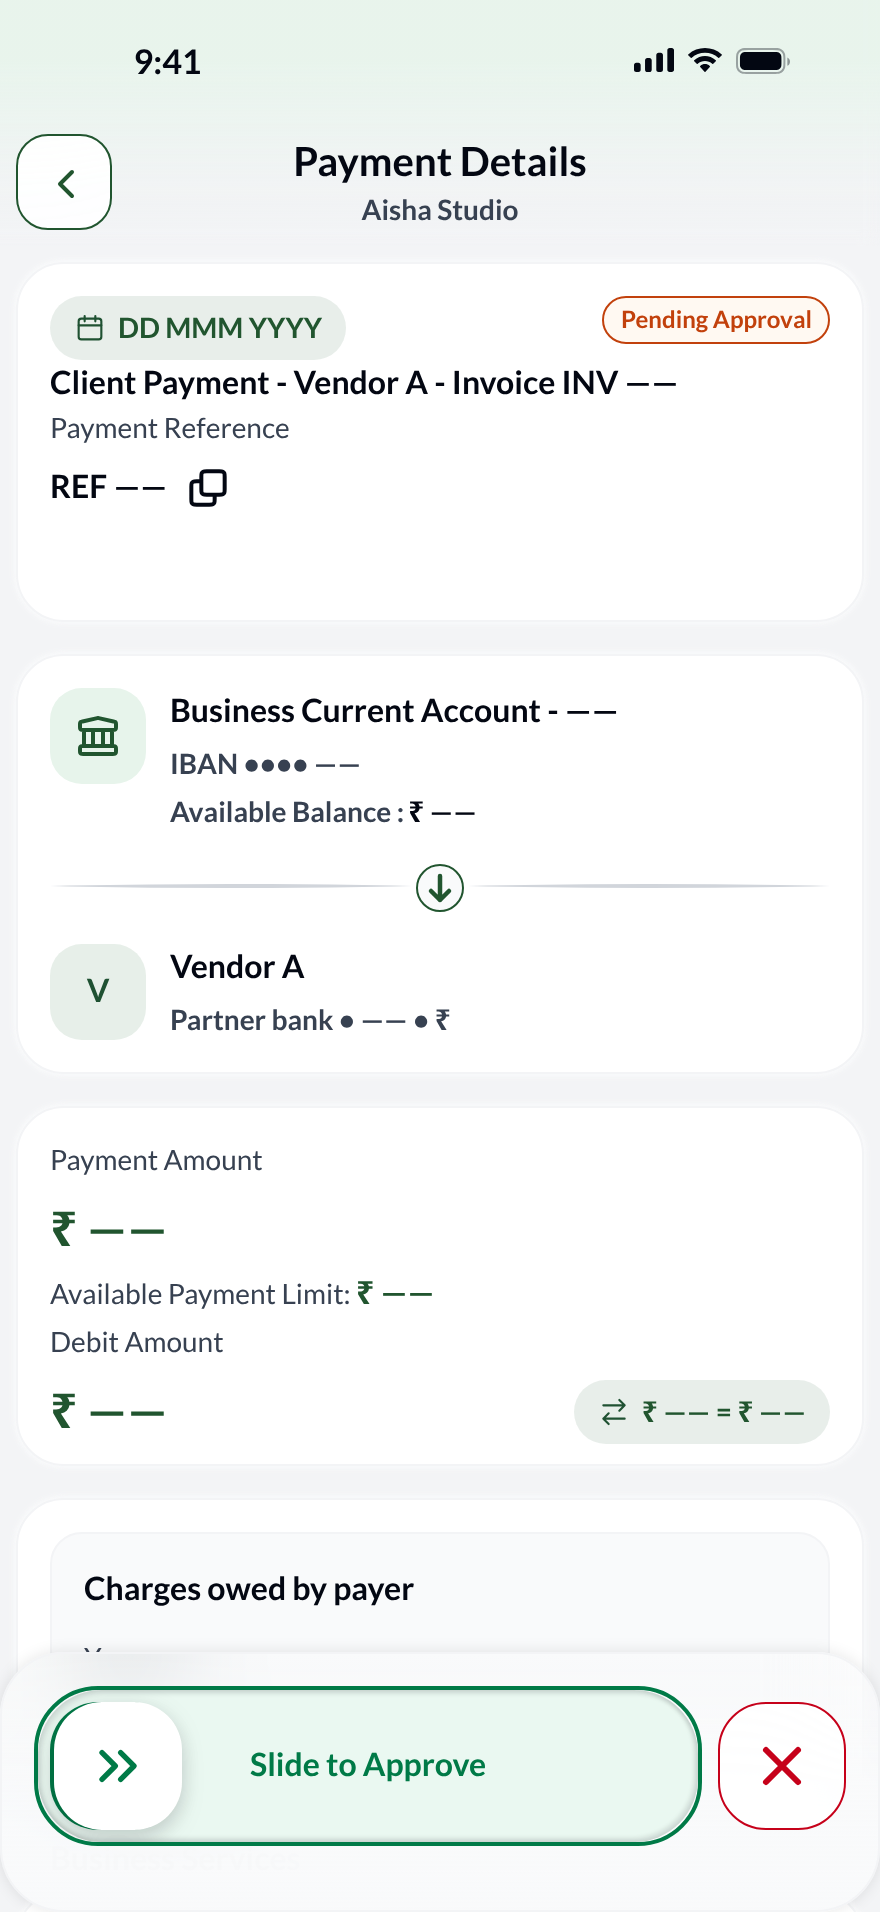 9:41
Payment Details
Aisha Studio
DD MMM YYYY
Pending Approval
Client Payment - Vendor A - Invoice INV ——
Payment Reference
REF ——
Business Current Account - ——
IBAN •••• ——
Available Balance : ₹ ——
V
Vendor A
Partner bank • —— • ₹
Payment Amount
₹ ——
Available Payment Limit: ₹ ——
Debit Amount
₹ ——
₹ —— = ₹ ——
Charges owed by payer
Slide to Approve
Business Services